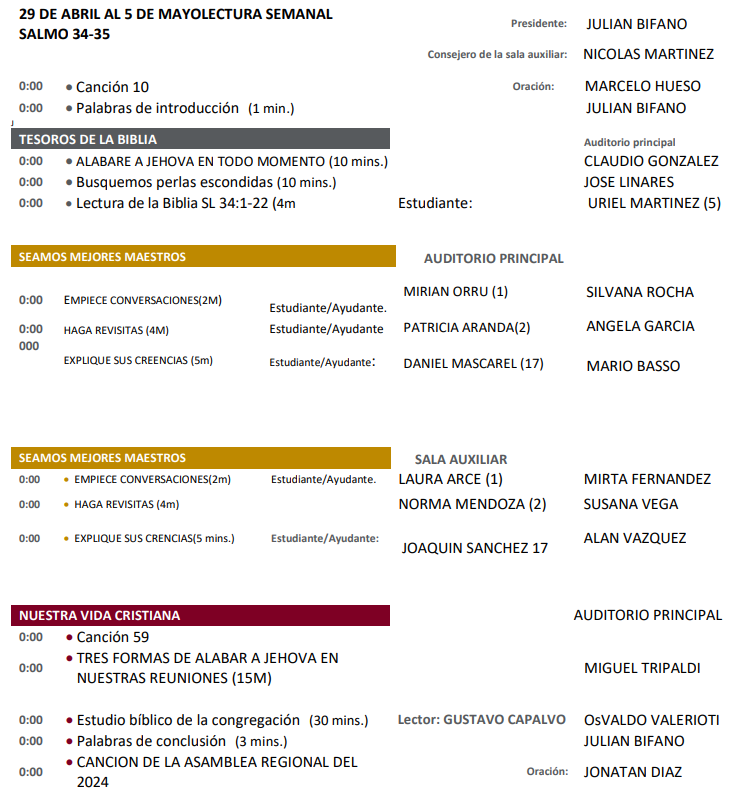 29 DE ABRIL AL 5 DE MAYOLECTURA SEMANAL
SALMO 34-35
Presidente: JULIAN BIFANO
Consejero de la sala auxiliar: NICOLAS MARTINEZ
0:00 • Canción 10 Oración: MARCELO HUESO
0:00 • Palabras de introducción (1 min.) JULIAN BIFANO
J
TESOROS DE LA BIBLIA Auditorio principal
0:00 • ALABARE A JEHOVA EN TODO MOMENTO (10 mins.) CLAUDIO GONZALEZ
0:00 • Busquemos perlas escondidas (10 mins.) JOSE LINARES
0:00 • Lectura de la Biblia SL 34:1-22 (4m Estudiante: URIEL MARTINEZ (5)
SEAMOS MEJORES MAESTROS AUDITORIO PRINCIPAL
0:00 EMPIECE CONVERSACIONES(2M) Estudiante/Ayudante. MIRIAN ORRU (1) SILVANA ROCHA
0:00 HAGA REVISITAS (4M) Estudiante/Ayudante PATRICIA ARANDA(2) ANGELA GARCIA
000
EXPLIQUE SUS CREENCIAS (5m) Estudiante/Ayudante: DANIEL MASCAREL (17) MARIO BASSO
SEAMOS MEJORES MAESTROS SALA AUXILIAR
0:00 • EMPIECE CONVERSACIONES(2m) Estudiante/Ayudante. LAURA ARCE (1) MIRTA FERNANDEZ
0:00 • HAGA REVISITAS (4m) NORMA MENDOZA (2) SUSANA VEGA
0:00 • EXPLIQUE SUS CRENCIAS(5 mins.) Estudiante/Ayudante: JOAQUIN SANCHEZ 17 ALAN VAZQUEZ
NUESTRA VIDA CRISTIANA AUDITORIO PRINCIPAL
0:00 • Canción 59
0:00 • TRES FORMAS DE ALABAR A JEHOVA EN
NUESTRAS REUNIONES (15M) MIGUEL TRIPALDI
0:00 • Estudio bíblico de la congregación (30 mins.) Lector: GUSTAVO CAPALVO OsVALDO VALERIOTI
0:00 • Palabras de conclusión (3 mins.) JULIAN BIFANO
0:00 • CANCION DE LA ASAMBLEA REGIONAL DEL
2024 Oración: JONATAN DIAZ